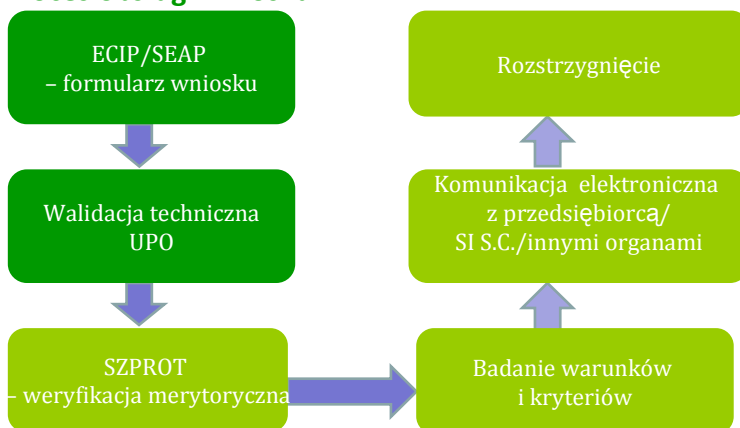 ECIP/SEAP
– formularz wniosku
Walidacja techniczna
UPO
SZPROT
– weryfikacja merytoryczna
Badanie warunków
i kryteriów
Komunikacja elektroniczna
z przedsiębiorcą/
SI S.C./innymi organami
Rozstrzygnięcie